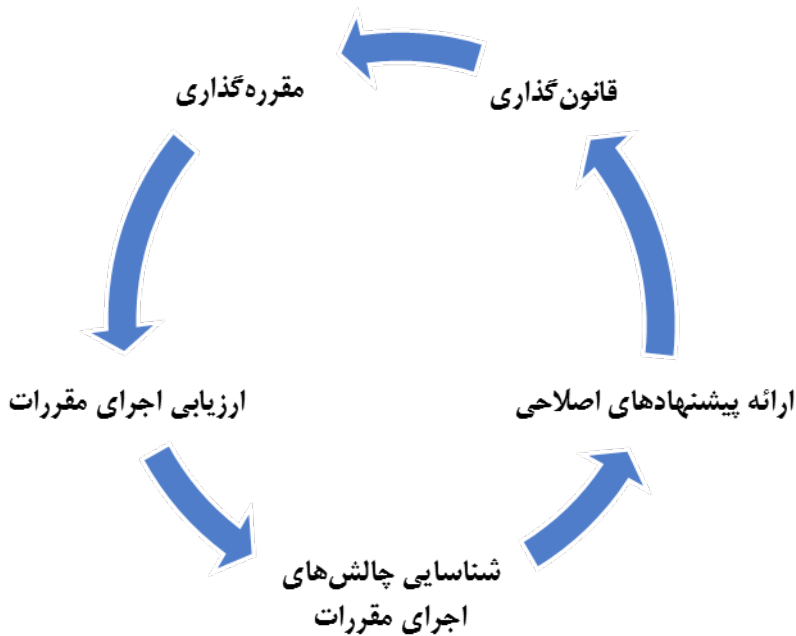 قانون‌گذاری
مقرره‌گذاری
ارزیابی اجرای مقررات
شناسایی چالش‌های
اجرای مقررات
ارائه پیشنهادهای اصلاحی